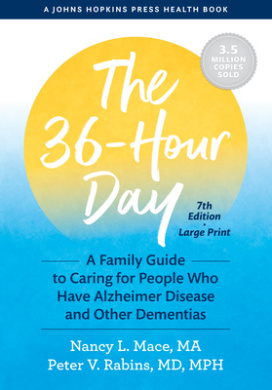 A JOHNS HOPKINS PRESS HEALTH BOOK
3.5
MILLION
COPIES
SOLD
The
36-Hour
Day
7th
Edition
•
Large Print
A Family Guide
to Caring for People Who
Have Alzheimer Disease
and Other Dementias
Nancy L. Mace, MA
Peter V. Rabins, MD, MPH